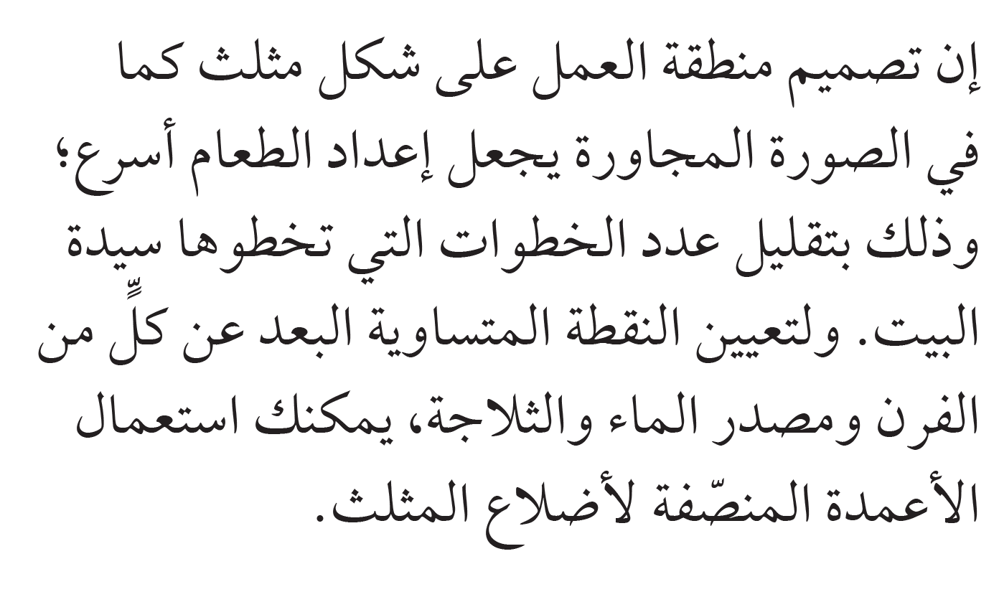 إن تصميم منطقة العمل على شكل مثلث كما
في الصورة المجاورة يجعل إعداد الطعام أسرع؛
وذلك بتقليل عدد الخطوات التي تخطوها سيدة
البيت. ولتعيين النقطة المتساوية البعد عن كلٍّ من
الفرن ومصدر الماء والثلاجة، يمكنك استعمال
الأعمدة المنصّفة لأضلاع المثلث.